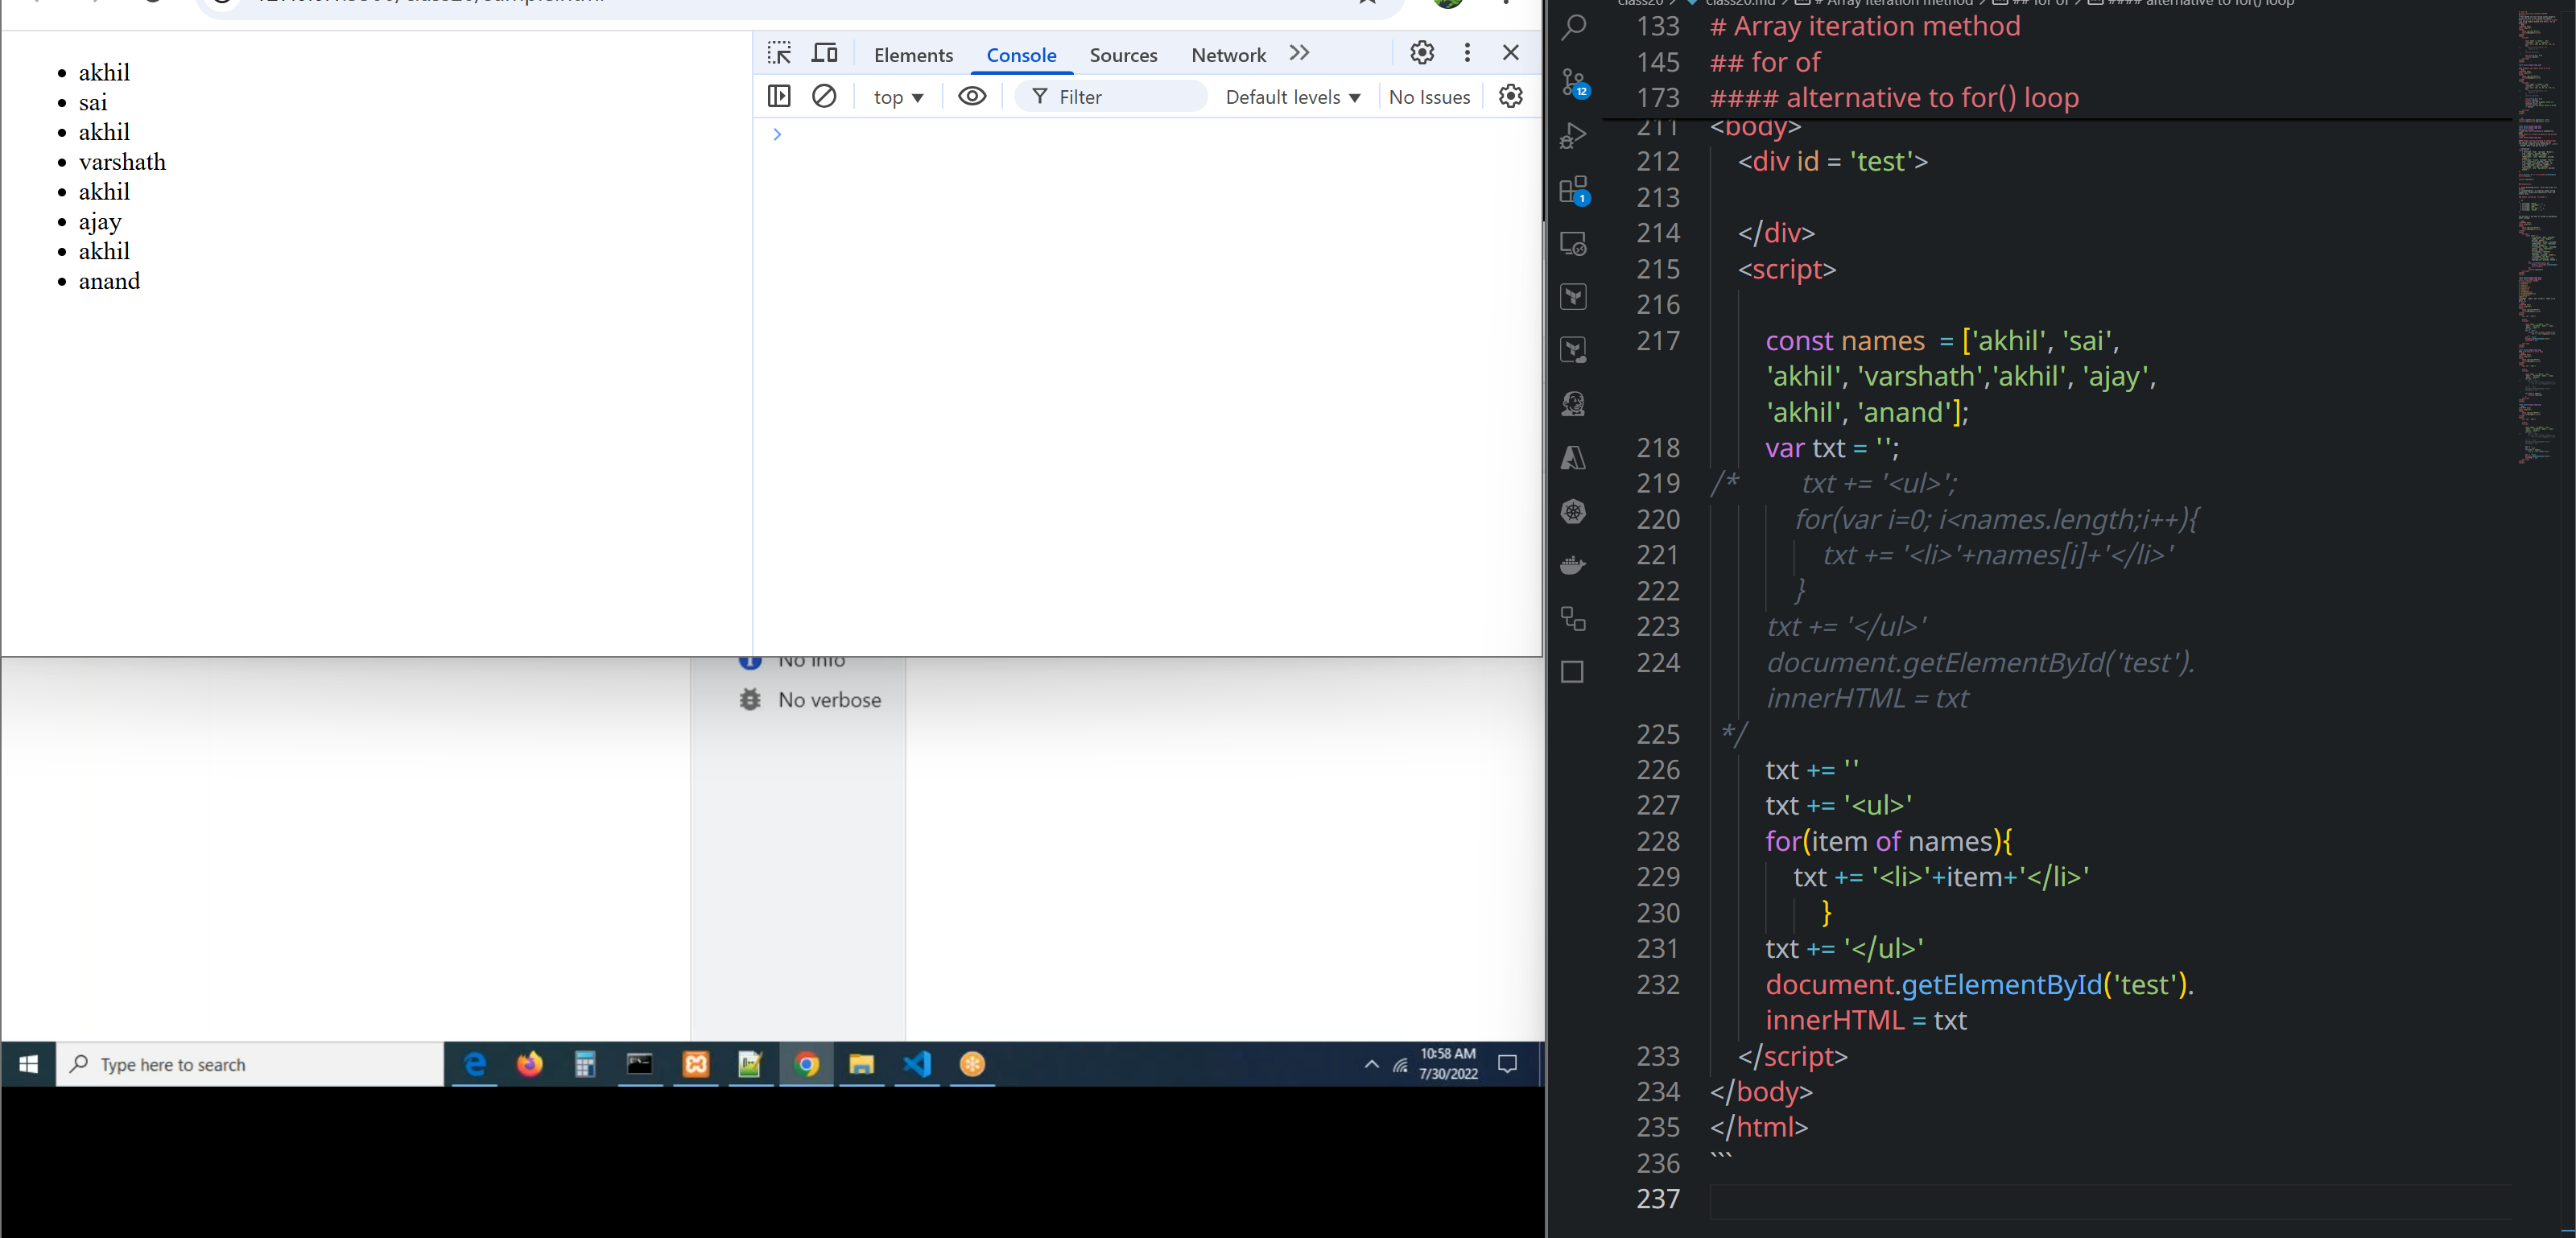 akhil
sai
akhil
varshath
akhil
ajay
akhil
anand
Elements Console Sources Network
top Filter Default levels No Issues
No info
No verbose
Type here to search
10:58 AM
7/30/2022
class20 class20.md # Array iteration method ## for of #### alternative to for() loop
12
1
133 # Array iteration method
145 ## for of
173 #### alternative to for() loop
211 <body>
212 <div id = 'test'>
213
214 </div>
215 <script>
216
217 const names = ['akhil', 'sai',
'akhil', 'varshath','akhil', 'ajay',
'akhil', 'anand'];
218 var txt = '';
219 /* txt += '<ul>';
220 for(var i=0; i<names.length;i++){
221 txt += '<li>'+names[i]+'</li>'
222 }
223 txt += '</ul>'
224 document.getElementById('test').
innerHTML = txt
225 */
226 txt += ''
227 txt += '<ul>'
228 for(item of names){
229 txt += '<li>'+item+'</li>'
230 }
231 txt += '</ul>'
232 document.getElementById('test').
innerHTML = txt
233 </script>
234 </body>
235 </html>
236 ```
237